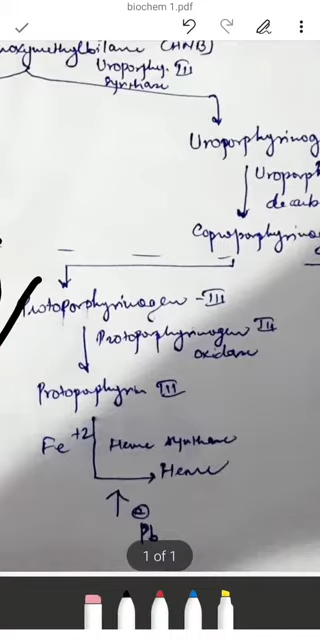 biochem 1.pdf
oxymethylbilane (HMB)
Uroporphy. III
synthase
Uroporphyrinog
Uroporph
decarb
Coproporphyrino
Protoporphyrinogen - III
Protoporphyrinogen III
oxidase
Protoporphyrin III
Fe+2
Heme synthase
Heme
Pb
1 of 1